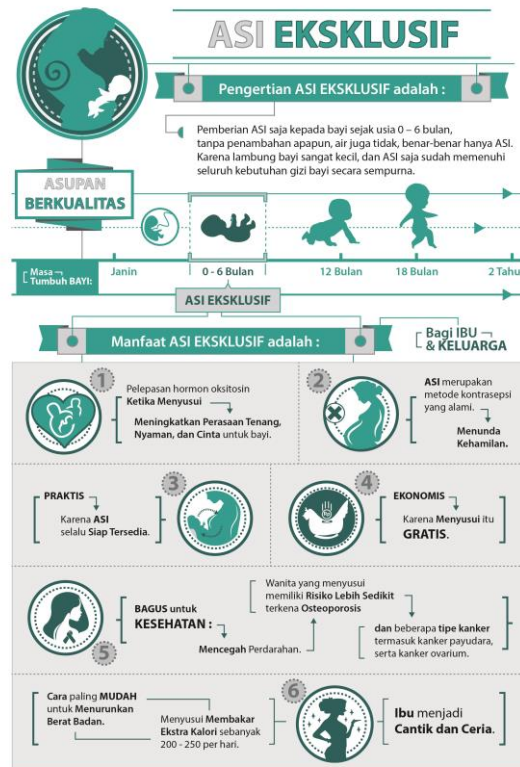 ASI EKSKLUSIF
Pengertian ASI EKSKLUSIF adalah :
Pemberian ASI saja kepada bayi sejak usia 0 – 6 bulan,
tanpa penambahan apapun, air juga tidak, benar-benar hanya ASI.
Karena lambung bayi sangat kecil, dan ASI saja sudah memenuhi
seluruh kebutuhan gizi bayi secara sempurna.
ASUPAN
BERKUALITAS
Masa
Tumbuh BAYI:
Janin
0 - 6 Bulan
12 Bulan
18 Bulan
2 Tahu
ASI EKSKLUSIF
Manfaat ASI EKSKLUSIF adalah :
Bagi IBU
& KELUARGA
1
Pelepasan hormon oksitosin
Ketika Menyusui
Meningkatkan Perasaan Tenang,
Nyaman, dan Cinta untuk bayi.
2
ASI merupakan
metode kontrasepsi
yang alami.
Menunda
Kehamilan.
PRAKTIS
Karena ASI
selalu Siap Tersedia.
3
4
EKONOMIS
Karena Menyusui itu
GRATIS.
5
BAGUS untuk
KESEHATAN :
Mencegah Perdarahan.
Wanita yang menyusui
memiliki Risiko Lebih Sedikit
terkena Osteoporosis
dan beberapa tipe kanker
termasuk kanker payudara,
serta kanker ovarium.
Cara paling MUDAH
untuk Menurunkan
Berat Badan.
Menyusui Membakar
Ekstra Kalori sebanyak
200 - 250 per hari.
6
Ibu menjadi
Cantik dan Ceria.